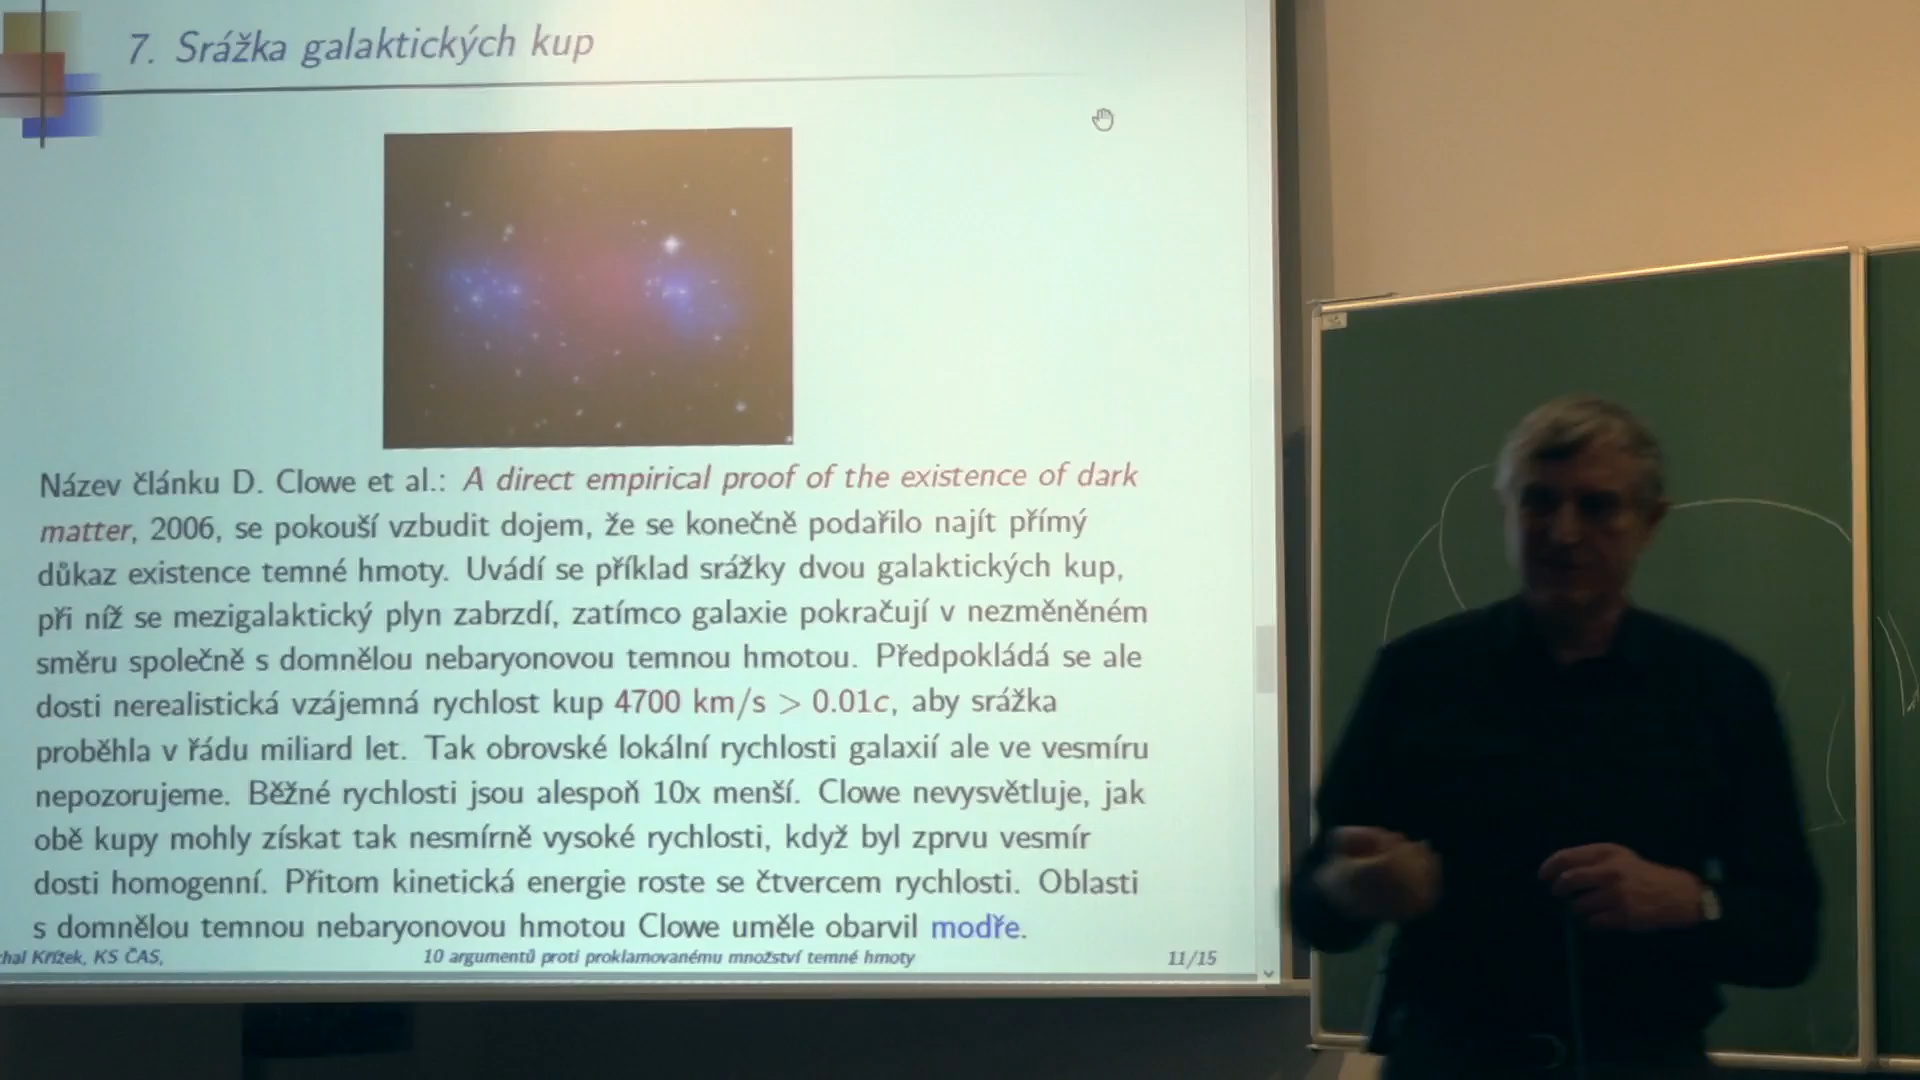 7. Srážka galaktických kup
Název článku D. Clowe et al.: A direct empirical proof of the existence of dark
matter, 2006, se pokouší vzbudit dojem, že se konečně podařilo najít přímý
důkaz existence temné hmoty. Uvádí se příklad srážky dvou galaktických kup,
při níž se mezigalaktický plyn zabrzdí, zatímco galaxie pokračují v nezměněném
směru společně s domnělou nebaryonovou temnou hmotou. Předpokládá se ale
dosti nerealistická vzájemná rychlost kup 4700 km/s > 0.01c, aby srážka
proběhla v řádu miliard let. Tak obrovské lokální rychlosti galaxií ale ve vesmíru
nepozorujeme. Běžné rychlosti jsou alespoň 10x menší. Clowe nevysvětluje, jak
obě kupy mohly získat tak nesmírně vysoké rychlosti, když byl zprvu vesmír
dosti homogenní. Přitom kinetická energie roste se čtvercem rychlosti. Oblasti
s domnělou temnou nebaryonovou hmotou Clowe uměle obarvil modře.
hal Křížek, KS ČAS, 10 argumentů proti proklamovanému množství temné hmoty 11/15